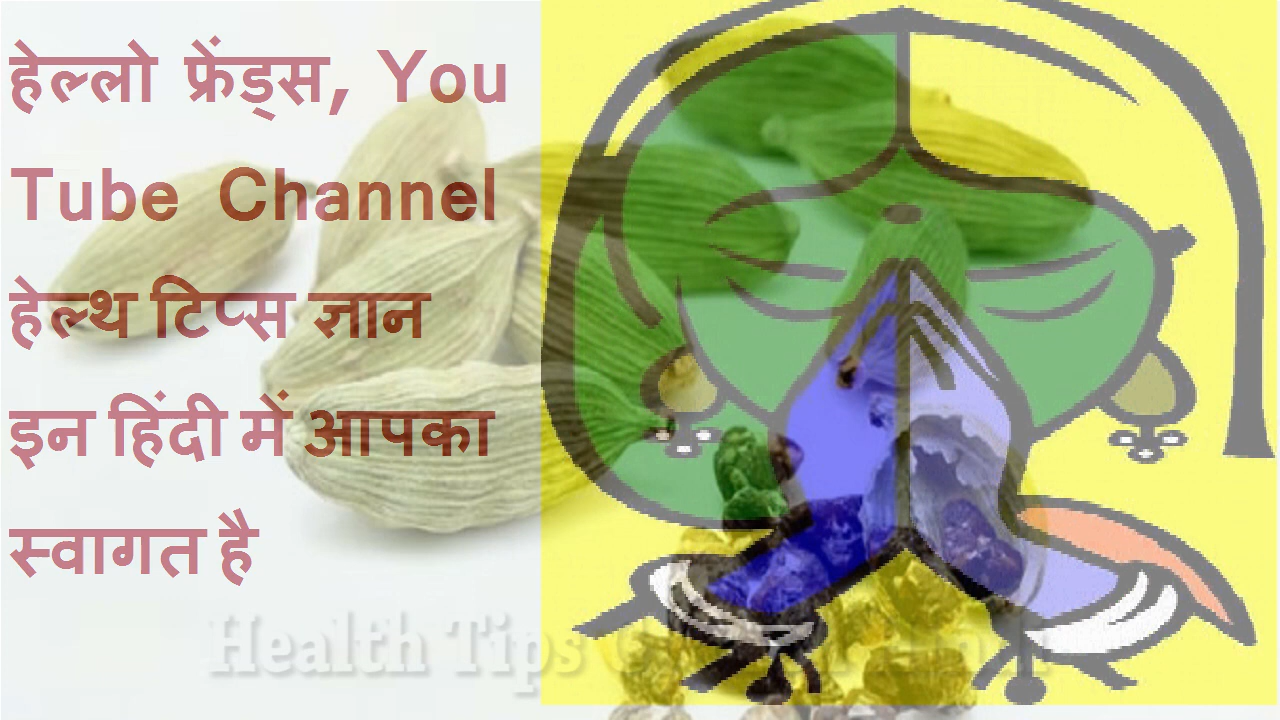 हेल्लो फ्रेंड्स, You
Tube Channel
हेल्थ टिप्स ज्ञान
इन हिंदी में आपका
स्वागत है
Health Tips